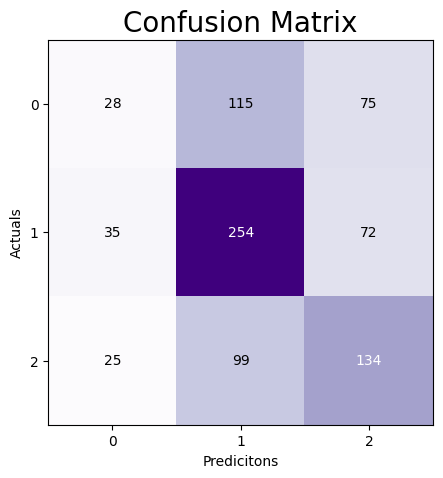 Confusion Matrix
0 28 115 75
Actuals
1 35 254 72
2 25 99 134
0 1 2
Predicitons